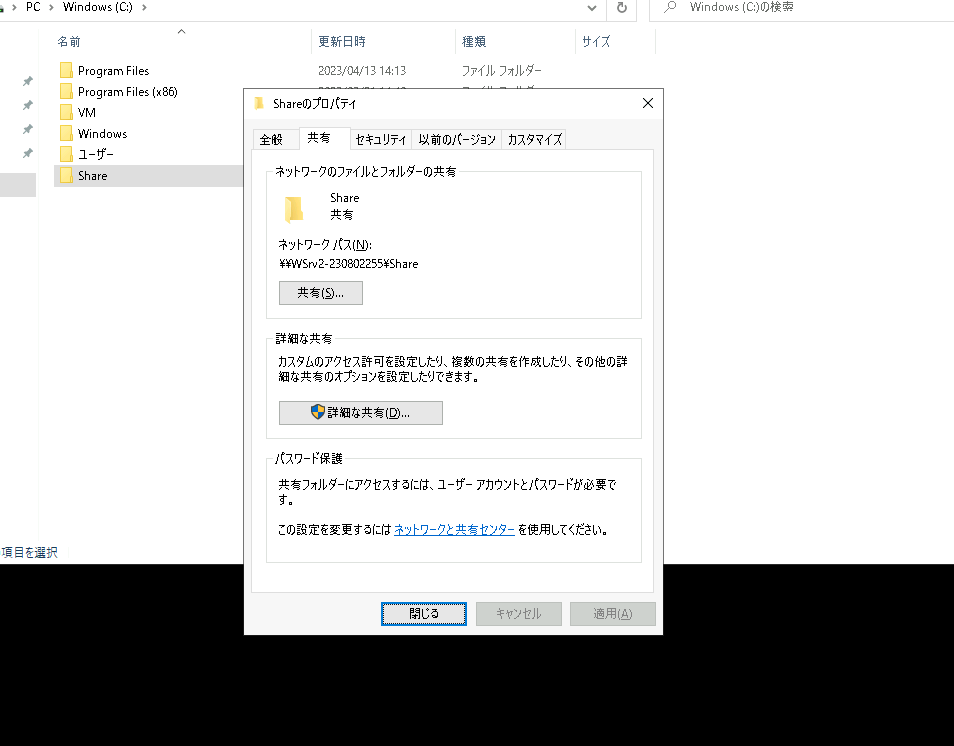 PC > Windows (C:) >
Windows (C:)の検索
名前 更新日時 種類 サイズ
Program Files 2023/04/13 14:13 ファイル フォルダー
Program Files (x86)
VM
Windows
ユーザー
Share
Shareのプロパティ
全般 共有 セキュリティ 以前のバージョン カスタマイズ
ネットワークのファイルとフォルダーの共有
Share
共有
ネットワーク パス(N):
¥¥WSrv2-230802255¥Share
共有(S)...
詳細な共有
カスタムのアクセス許可を設定したり、複数の共有を作成したり、その他の詳
細な共有のオプションを設定したりできます。
詳細な共有(D)...
パスワード保護
共有フォルダーにアクセスするには、ユーザー アカウントとパスワードが必要で
す。
この設定を変更するには ネットワークと共有センター を使用してください。
項目を選択
閉じる キャンセル 適用(A)